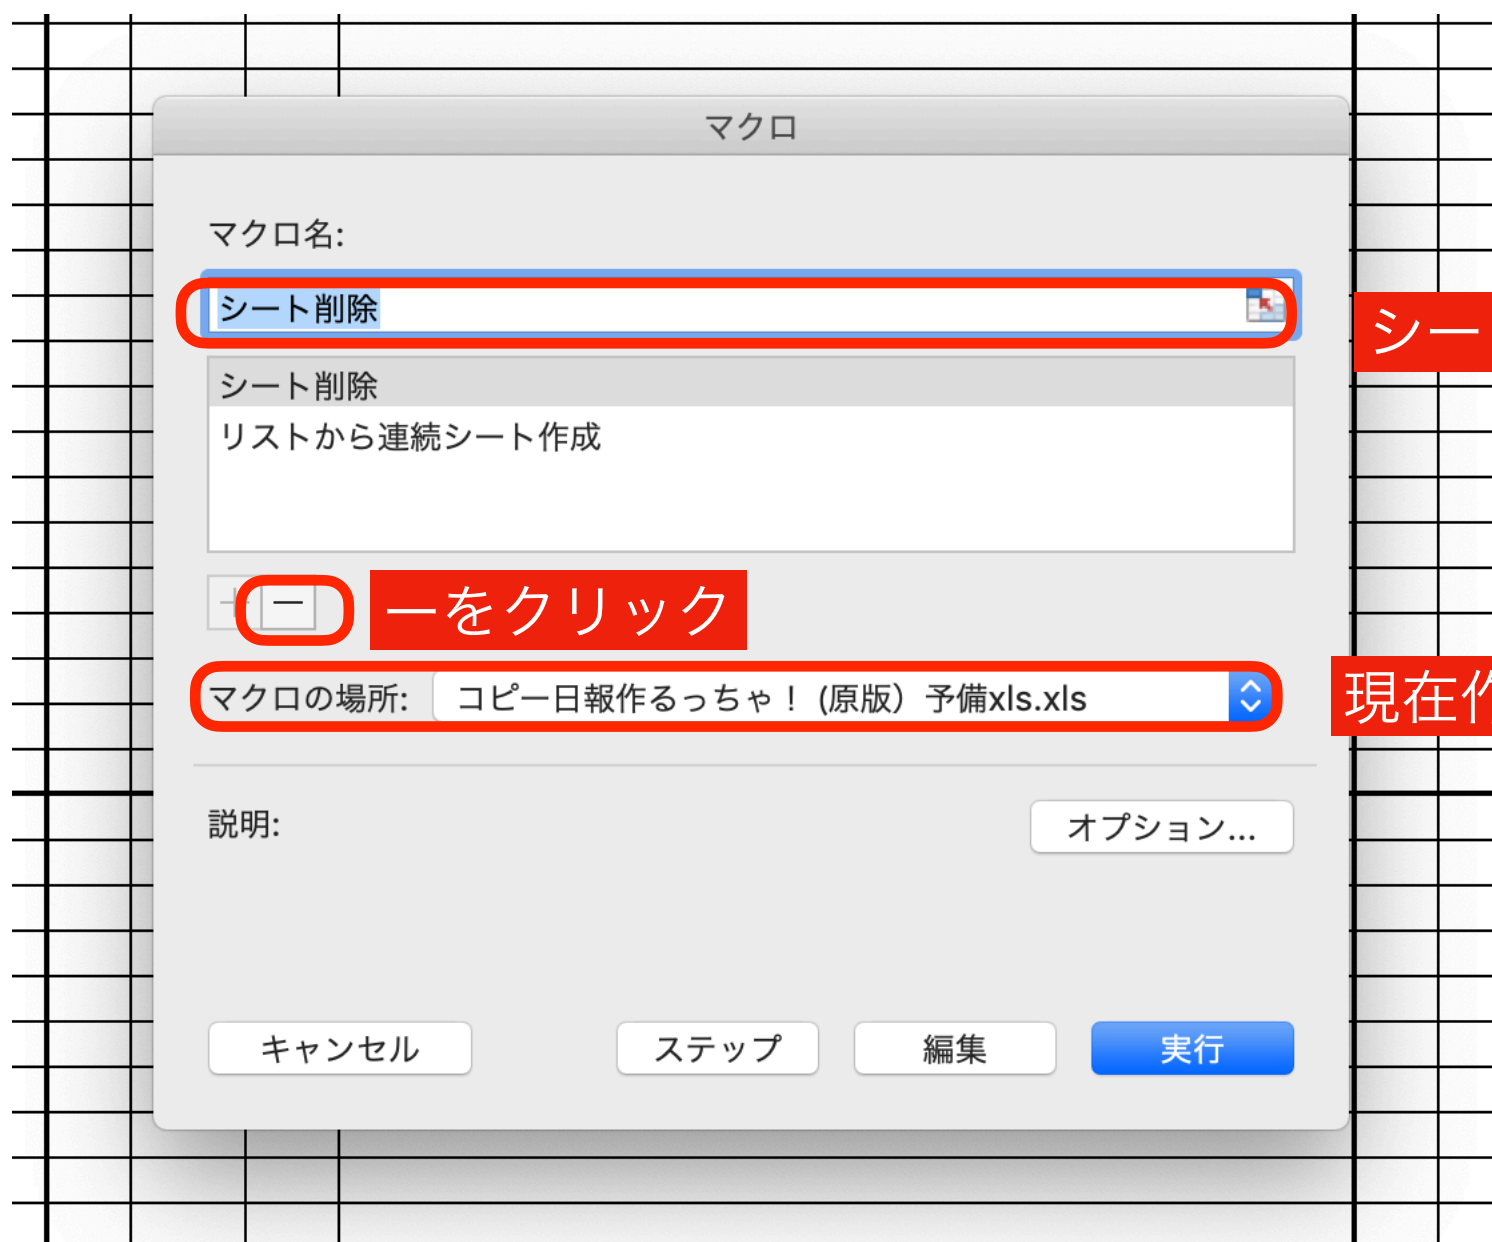 マクロ
マクロ名:
シート削除
シー
シート削除
リストから連続シート作成
ーをクリック
マクロの場所: コピー日報作るっちゃ！(原版）予備xls.xls
現在作
説明:
オプション...
キャンセル ステップ 編集 実行